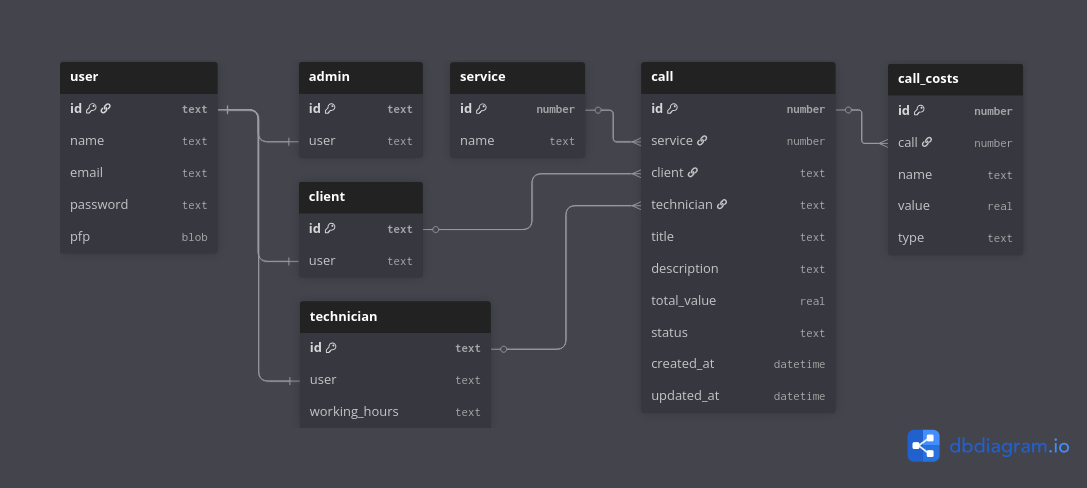 user
id text
name text
email text
password text
pfp blob
admin
id text
user text
client
id text
user text
technician
id text
user text
working_hours text
service
id number
name text
call
id number
service number
client text
technician text
title text
description text
total_value real
status text
created_at datetime
updated_at datetime
call_costs
id number
call number
name text
value real
type text
dbdiagram.io